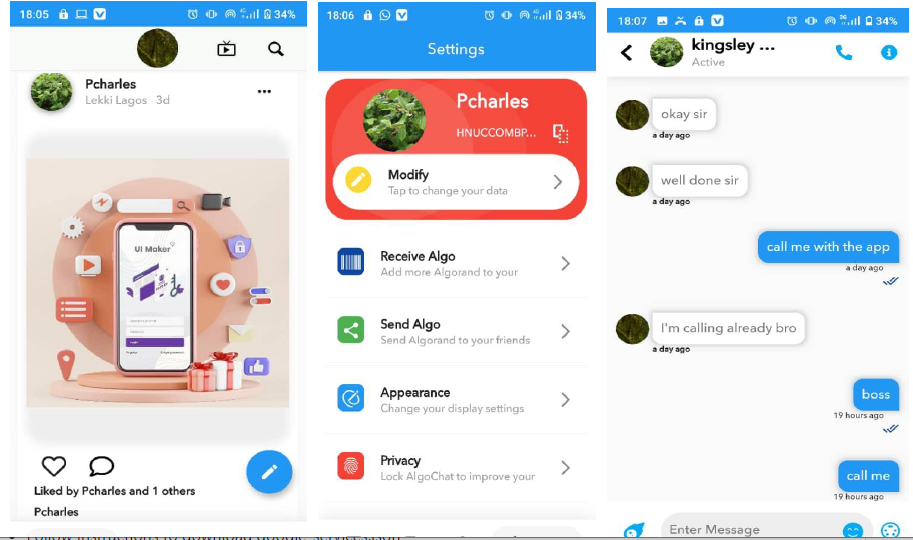 18:05
34%
Pcharles
Lekki Lagos 3d
UI Maker
Liked by Pcharles and 1 others
Pcharles
18:06
34%
Settings
Pcharles
HNUCCOMBP...
Modify
Tap to change your data
Receive Algo
Add more Algorand to your
Send Algo
Send Algorand to your friends
Appearance
Change your display settings
Privacy
Lock AlgoChat to improve your
18:07
34%
kingsley ...
Active
okay sir
a day ago
well done sir
a day ago
call me with the app
a day ago
I'm calling already bro
a day ago
boss
19 hours ago
call me
19 hours ago
Enter Message